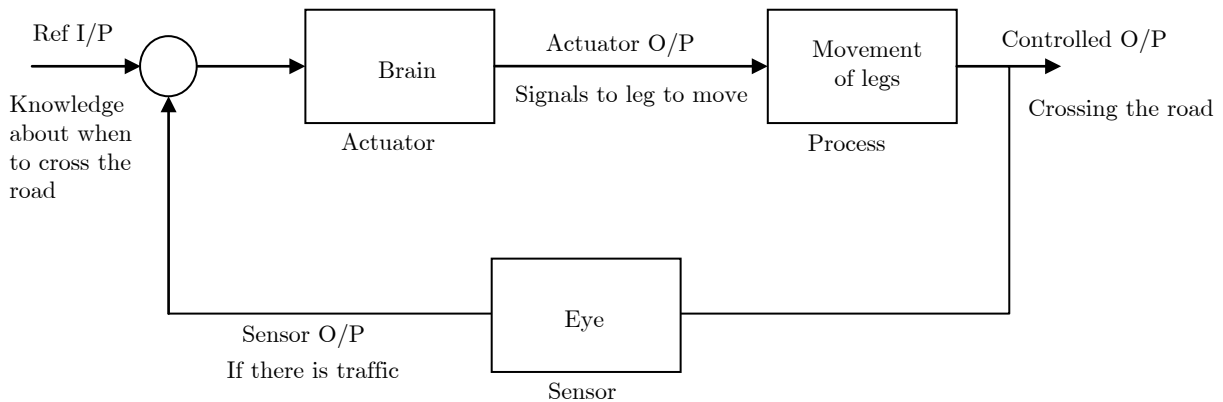 Ref I/P
Knowledge
about when
to cross the
road
Brain
Actuator
Actuator O/P
Signals to leg to move
Movement
of legs
Process
Controlled O/P
Crossing the road
Eye
Sensor
Sensor O/P
If there is traffic